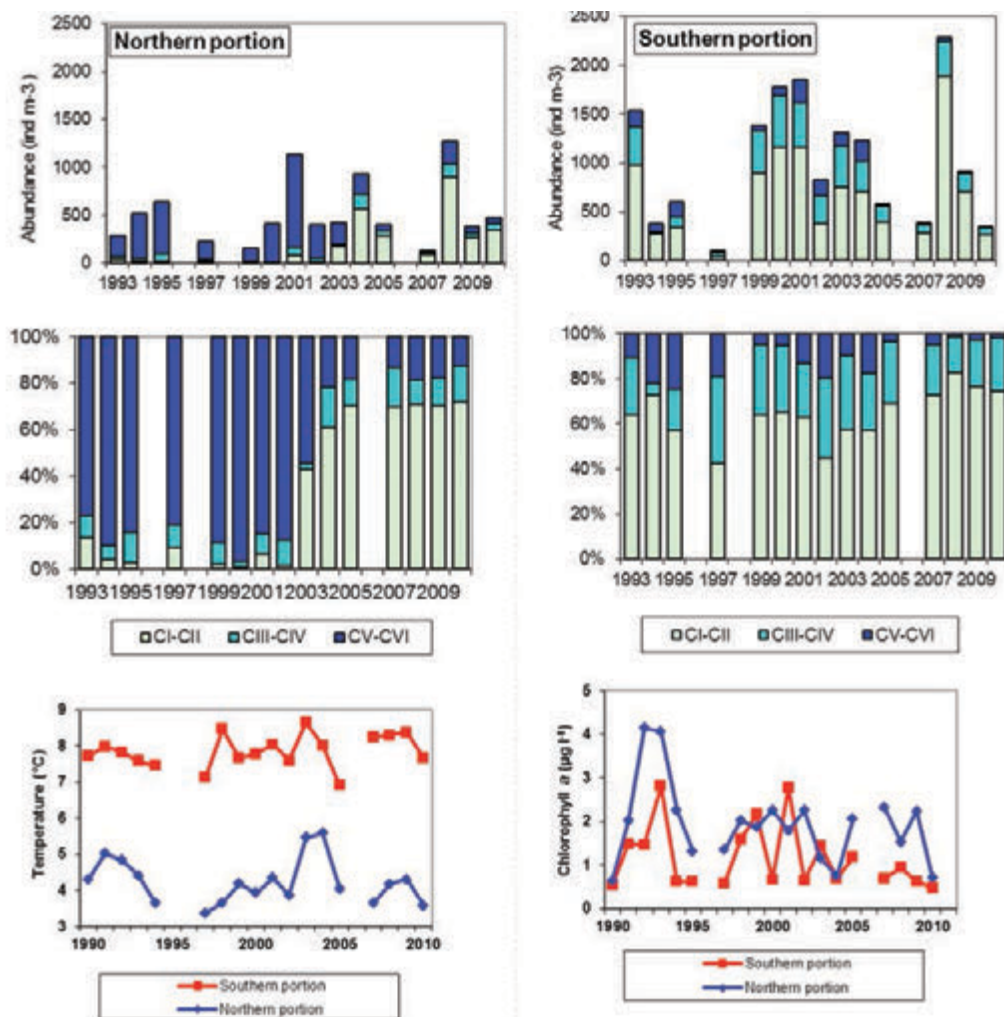 Northern portion
Abundance (ind m-3)
2500
2000
1500
1000
500
0
1993 1995 1997 1999 2001 2003 2005 2007 2009
Southern portion
Abundance (ind m-3)
2500
2000
1500
1000
500
0
1993 1995 1997 1999 2001 2003 2005 2007 2009
100%
80%
60%
40%
20%
0%
1993 1995 1997 1999 200 12003 2005 2007 2009
CI-CII CIII-CIV CV-CVI
100%
80%
60%
40%
20%
0%
1993 1995 1997 1999 2001 2003 2005 2007 2009
CI-CII CIII-CIV CV-CVI
Temperature (°C)
9
8
7
6
5
4
3
1990 1995 2000 2005 2010
Southern portion
Northern portion
Chlorophyll a (µg l-1)
5
4
3
2
1
0
1990 1995 2000 2005 2010
Southern portion
Northern portion